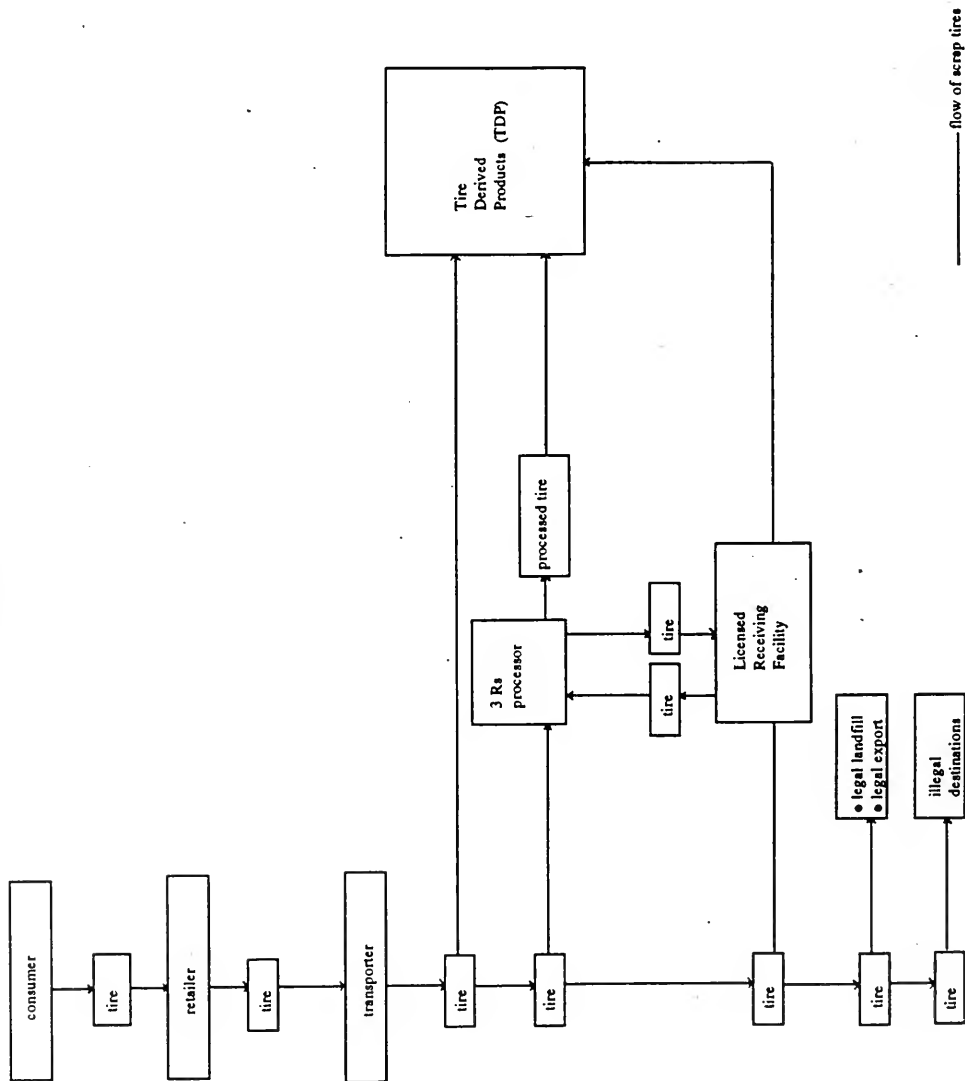 consumer
tire
retailer
tire
transporter
tire
tire
tire
tire
tire
Tire
Derived
Products (TDP)
processed tire
3 Rs
processor
tire
tire
Licensed
Receiving
Facility
• legal landfill
• legal export
illegal
destinations
flow of scrap tires